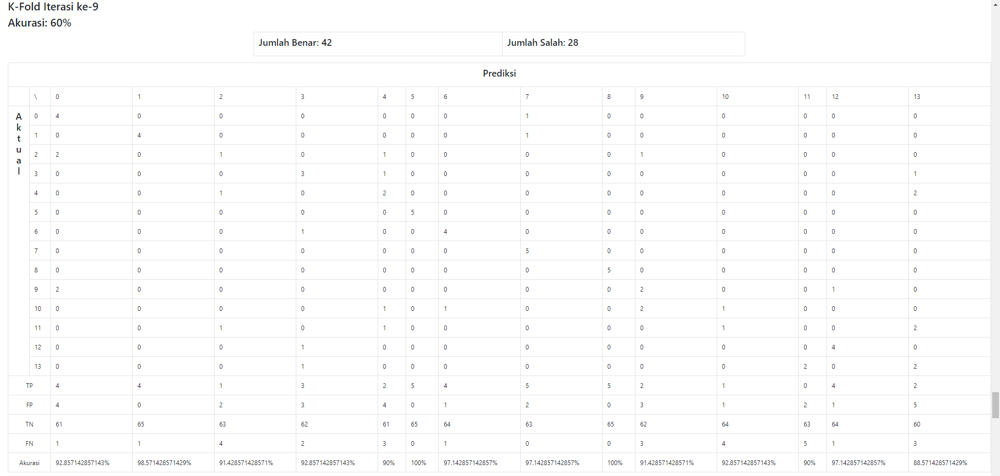 K-Fold Iterasi ke-9
Akurasi: 60%
Jumlah Benar: 42 Jumlah Salah: 28
Prediksi
\ 0 1 2 3 4 5 6 7 8 9 10 11 12 13
Aktual
0 4 0 0 0 0 0 0 1 0 0 0 0 0 0
1 0 4 0 0 0 0 0 1 0 0 0 0 0 0
2 2 0 1 0 1 0 0 0 0 1 0 0 0 0
3 0 0 0 3 1 0 0 0 0 0 0 0 0 1
4 0 0 1 0 2 0 0 0 0 0 0 0 0 2
5 0 0 0 0 0 5 0 0 0 0 0 0 0 0
6 0 0 0 1 0 0 4 0 0 0 0 0 0 0
7 0 0 0 0 0 0 0 5 0 0 0 0 0 0
8 0 0 0 0 0 0 0 0 5 0 0 0 0 0
9 2 0 0 0 0 0 0 0 0 2 0 0 1 0
10 0 0 0 0 1 0 1 0 0 2 1 0 0 0
11 0 0 1 0 1 0 0 0 0 0 1 0 0 2
12 0 0 0 1 0 0 0 0 0 0 0 0 4 0
13 0 0 0 1 0 0 0 0 0 0 0 2 0 2
TP 4 4 1 3 2 5 4 5 5 2 1 0 4 2
FP 4 0 2 3 4 0 1 2 0 3 1 2 1 5
TN 61 65 63 62 61 65 64 63 65 62 64 63 64 60
FN 1 1 4 2 3 0 1 0 0 3 4 5 1 3
Akurasi 92.857142857143% 98.571428571429% 91.428571428571% 92.857142857143% 90% 100% 97.142857142857% 97.142857142857% 100% 91.428571428571% 92.857142857143% 90% 97.142857142857% 88.571428571429%